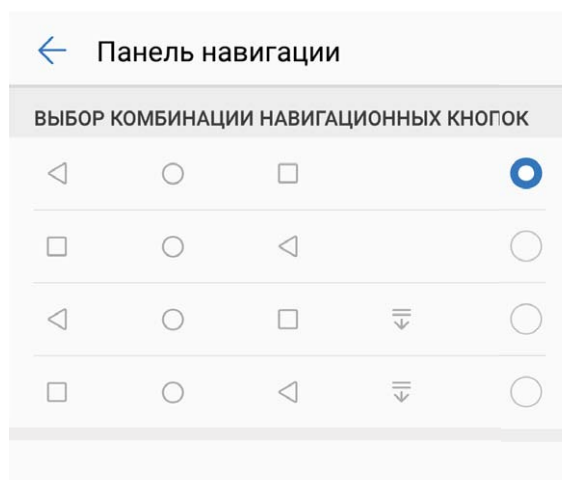 Панель навигации
ВЫБОР КОМБИНАЦИИ НАВИГАЦИОННЫХ КНОПОК